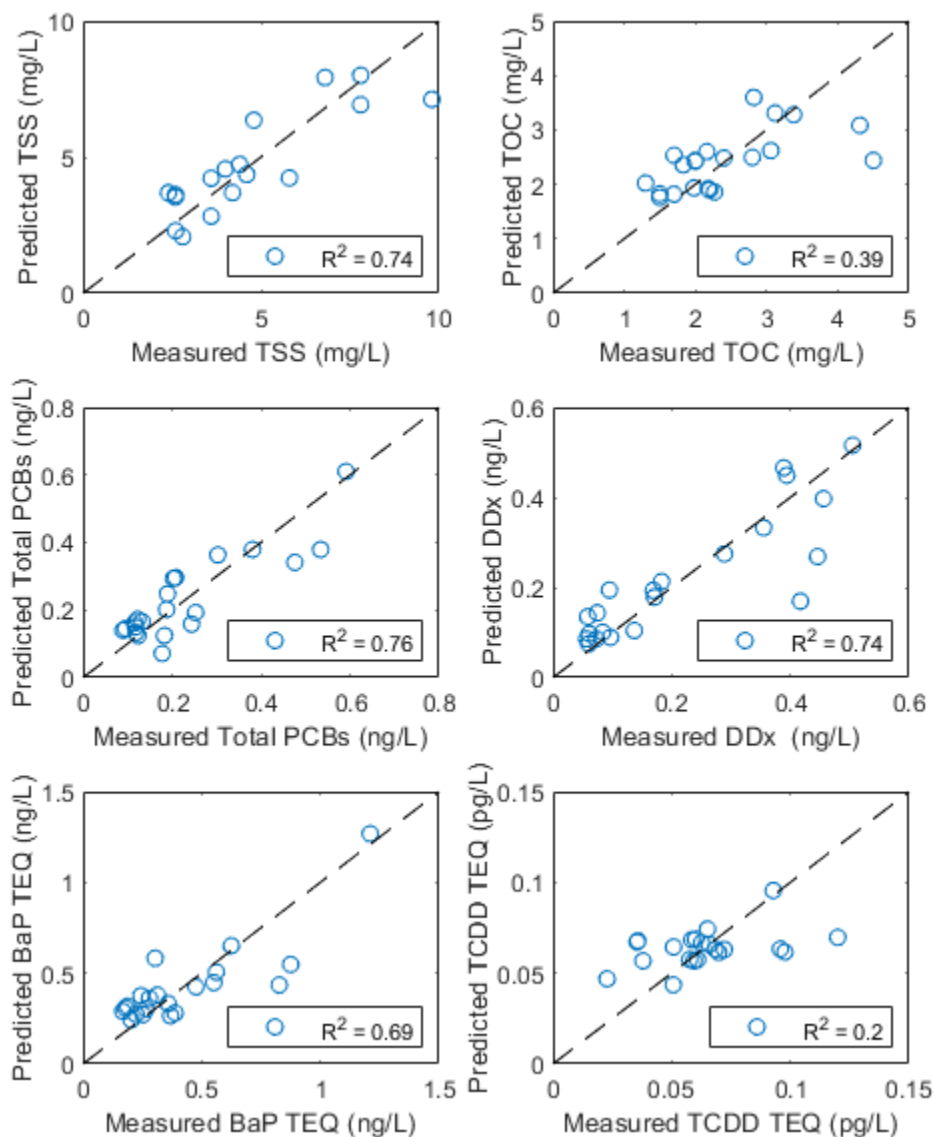 10
5
0
Predicted TSS (mg/L)
R² = 0.74
0
5
10
Measured TSS (mg/L)
5
4
3
2
1
0
Predicted TOC (mg/L)
R² = 0.39
0
1
2
3
4
5
Measured TOC (mg/L)
0.8
0.6
0.4
0.2
0
Predicted Total PCBs (ng/L)
R² = 0.76
0
0.2
0.4
0.6
0.8
Measured Total PCBs (ng/L)
0.6
0.4
0.2
0
Predicted DDx (ng/L)
R² = 0.74
0
0.2
0.4
0.6
Measured DDx (ng/L)
1.5
1
0.5
0
Predicted BaP TEQ (ng/L)
R² = 0.69
0
0.5
1
1.5
Measured BaP TEQ (ng/L)
0.15
0.1
0.05
0
Predicted TCDD TEQ (pg/L)
R² = 0.2
0
0.05
0.1
0.15
Measured TCDD TEQ (pg/L)